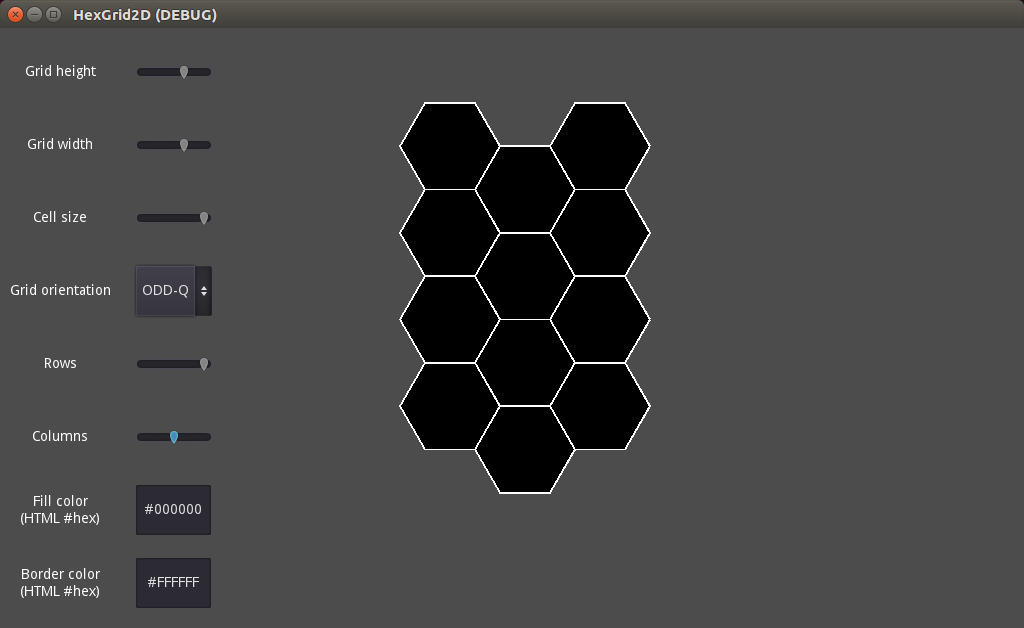 HexGrid2D (DEBUG)
Grid height
Grid width
Cell size
Grid orientation
ODD-Q
Rows
Columns
Fill color
(HTML #hex)
#000000
Border color
(HTML #hex)
#FFFFFF